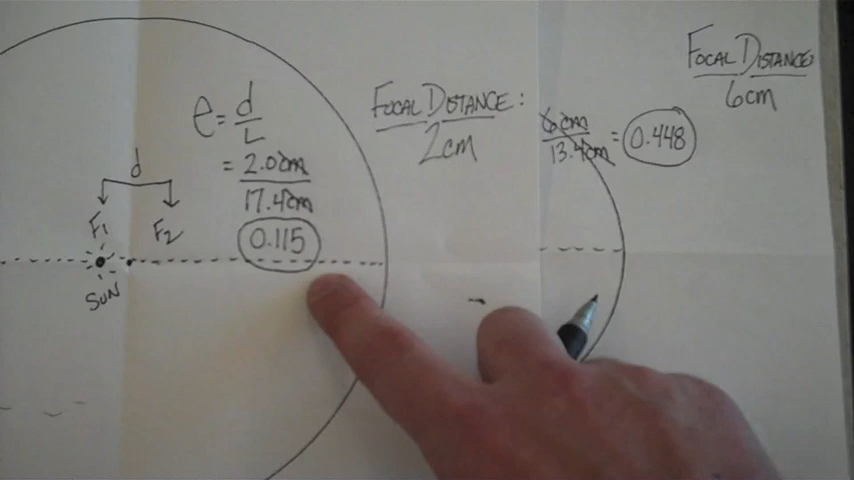 d
F1
F2
SUN
e = d/L
= 2.0cm
17.4cm
0.115
FOCAL DISTANCE:
2cm
6cm
13.4cm
= 0.448
FOCAL DISTANCE:
6cm